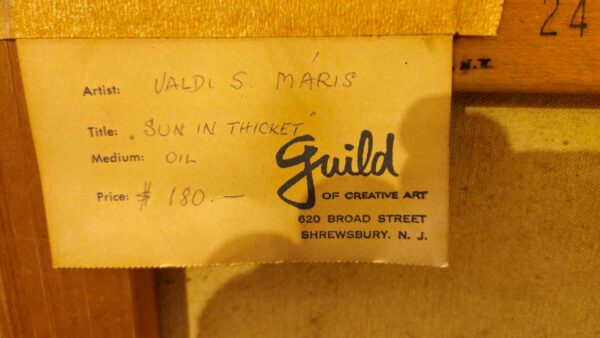 24
N.Y.
Artist: VALDI. S. MĀRIS
Title: „SUN IN THICKET"
Medium: OIL
Price: $ 180.—
Guild
OF CREATIVE ART
620 BROAD STREET
SHREWSBURY, N. J.